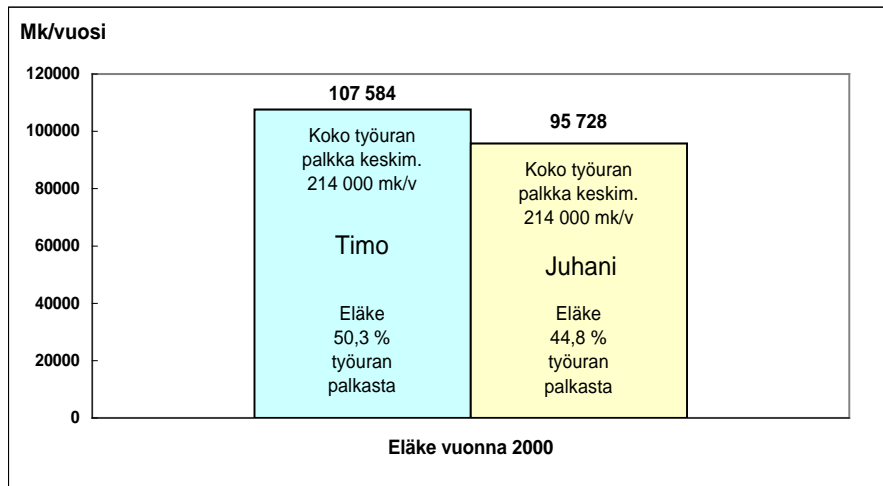 Mk/vuosi
120000
100000
80000
60000
40000
20000
0
107 584
Koko työuran
palkka keskim.
214 000 mk/v
Timo
Eläke
50,3 %
työuran
palkasta
95 728
Koko työuran
palkka keskim.
214 000 mk/v
Juhani
Eläke
44,8 %
työuran
palkasta
Eläke vuonna 2000